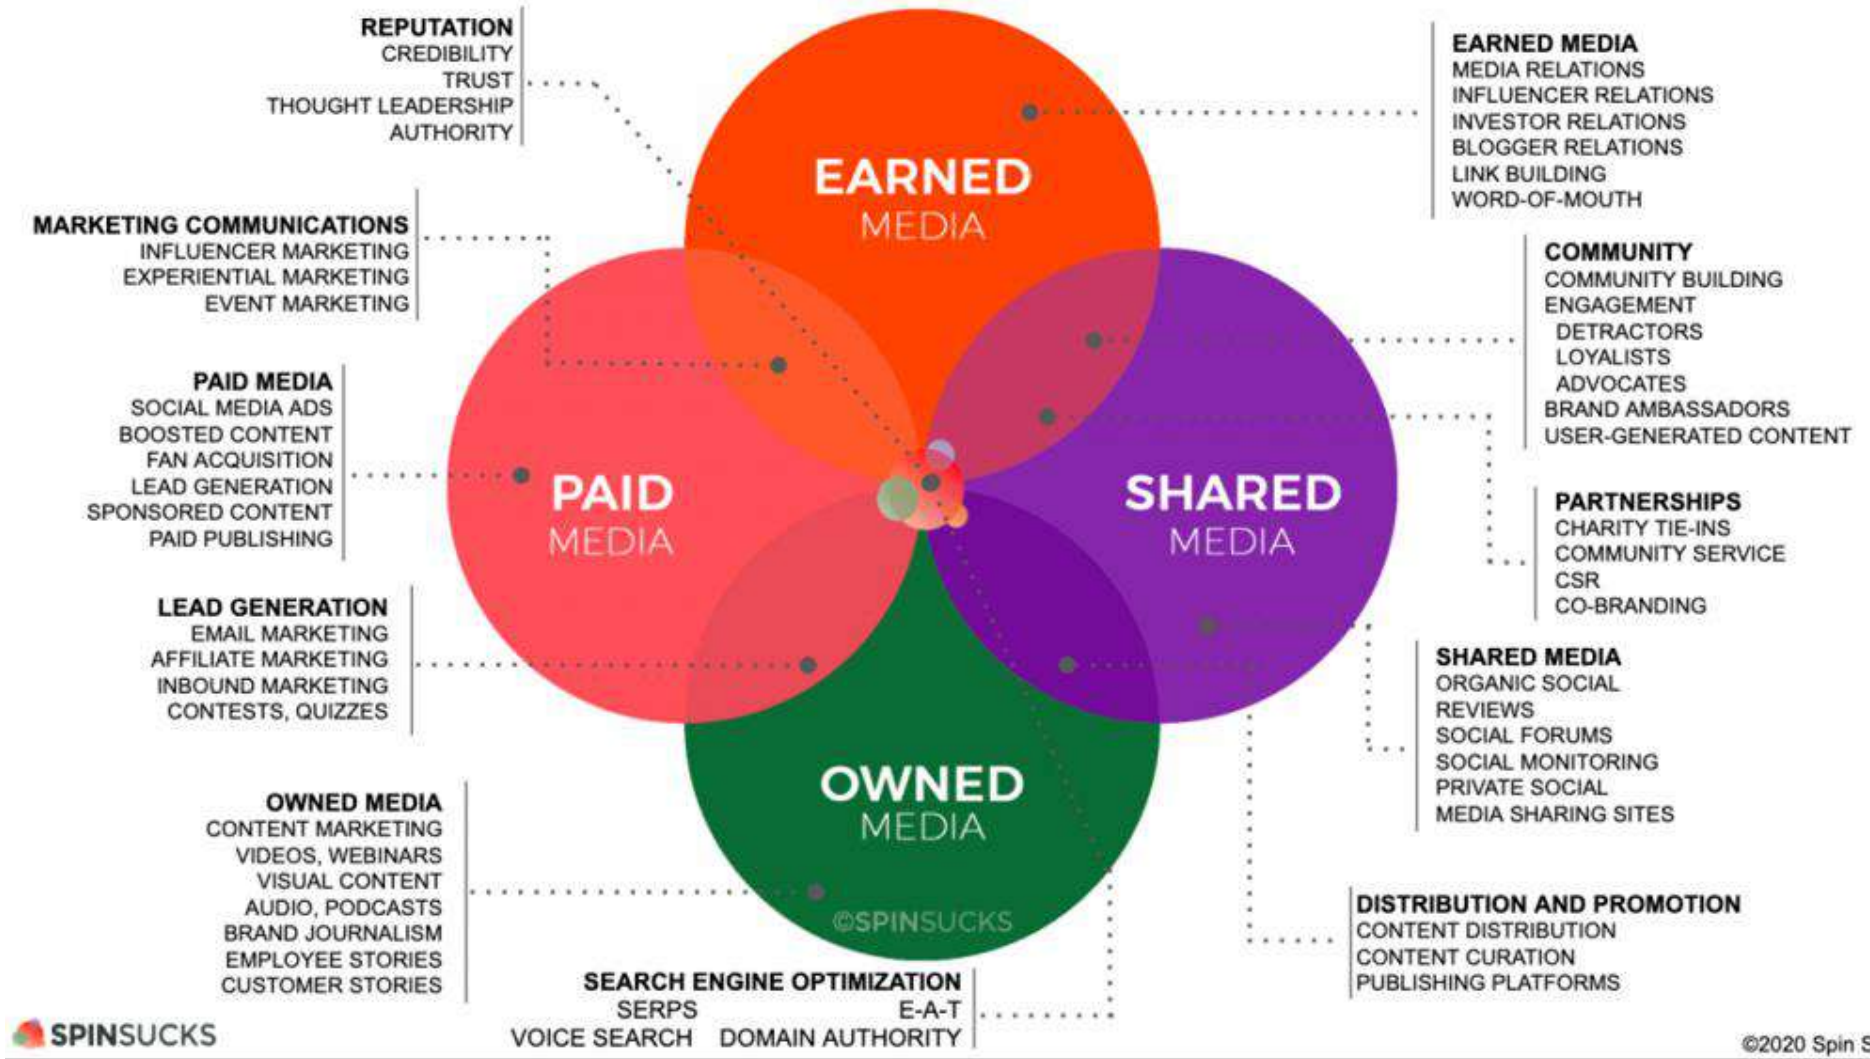 REPUTATION
CREDIBILITY
TRUST
THOUGHT LEADERSHIP
AUTHORITY
MARKETING COMMUNICATIONS
INFLUENCER MARKETING
EXPERIENTIAL MARKETING
EVENT MARKETING
PAID MEDIA
SOCIAL MEDIA ADS
BOOSTED CONTENT
FAN ACQUISITION
LEAD GENERATION
SPONSORED CONTENT
PAID PUBLISHING
LEAD GENERATION
EMAIL MARKETING
AFFILIATE MARKETING
INBOUND MARKETING
CONTESTS, QUIZZES
OWNED MEDIA
CONTENT MARKETING
VIDEOS, WEBINARS
VISUAL CONTENT
AUDIO, PODCASTS
BRAND JOURNALISM
EMPLOYEE STORIES
CUSTOMER STORIES
EARNED
MEDIA
PAID
MEDIA
SHARED
MEDIA
OWNED
MEDIA
©SPINSUCKS
SEARCH ENGINE OPTIMIZATION
SERPS E-A-T
VOICE SEARCH DOMAIN AUTHORITY
EARNED MEDIA
MEDIA RELATIONS
INFLUENCER RELATIONS
INVESTOR RELATIONS
BLOGGER RELATIONS
LINK BUILDING
WORD-OF-MOUTH
COMMUNITY
COMMUNITY BUILDING
ENGAGEMENT
DETRACTORS
LOYALISTS
ADVOCATES
BRAND AMBASSADORS
USER-GENERATED CONTENT
PARTNERSHIPS
CHARITY TIE-INS
COMMUNITY SERVICE
CSR
CO-BRANDING
SHARED MEDIA
ORGANIC SOCIAL
REVIEWS
SOCIAL FORUMS
SOCIAL MONITORING
PRIVATE SOCIAL
MEDIA SHARING SITES
DISTRIBUTION AND PROMOTION
CONTENT DISTRIBUTION
CONTENT CURATION
PUBLISHING PLATFORMS
SPINSUCKS
©2020 Spin S